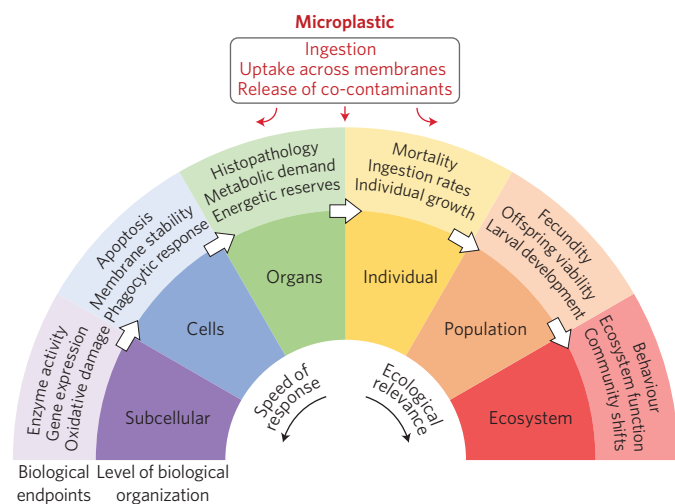 Microplastic
Ingestion
Uptake across membranes
Release of co-contaminants
Enzyme activity
Gene expression
Oxidative damage
Apoptosis
Membrane stability
Phagocytic response
Histopathology
Metabolic demand
Energetic reserves
Mortality
Ingestion rates
Individual growth
Fecundity
Offspring viability
Larval development
Behaviour
Ecosystem function
Community shifts
Subcellular
Cells
Organs
Individual
Population
Ecosystem
Speed of
response
Ecological
relevance
Biological
endpoints
Level of biological
organization